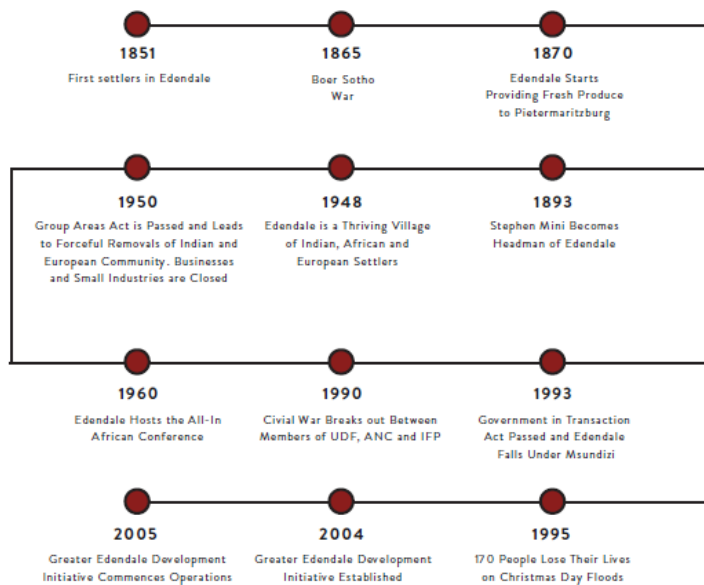 1851
First settlers in Edendale
1865
Boer Sotho
War
1870
Edendale Starts
Providing Fresh Produce
to Pietermaritzburg
1950
Group Areas Act is Passed and Leads
to Forceful Removals of Indian and
European Community. Businesses
and Small Industries are Closed
1948
Edendale is a Thriving Village
of Indian, African and
European Settlers
1893
Stephen Mini Becomes
Headman of Edendale
1960
Edendale Hosts the All-In
African Conference
1990
Civial War Breaks out Between
Members of UDF, ANC and IFP
1993
Government in Transaction
Act Passed and Edendale
Falls Under Msundizi
2005
Greater Edendale Development
Initiative Commences Operations
2004
Greater Edendale Development
Initiative Established
1995
170 People Lose Their Lives
on Christmas Day Floods